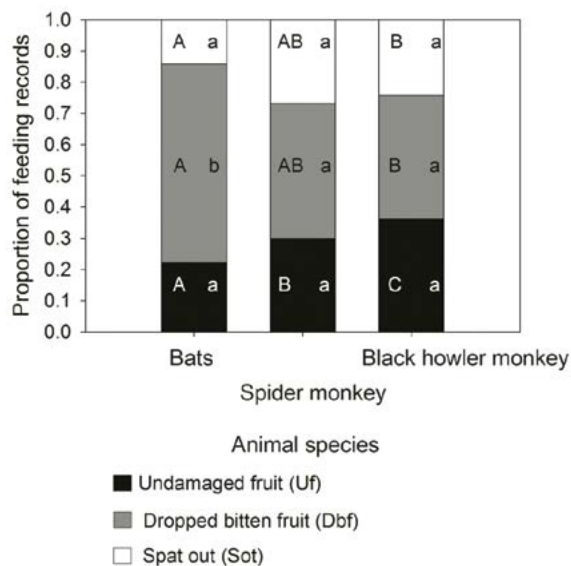 Proportion of feeding records
1.0
0.9
0.8
0.7
0.6
0.5
0.4
0.3
0.2
0.1
0.0
A a AB a B a
A b AB a B a
A a B a C a
Bats Black howler monkey
Spider monkey
Animal species
Undamaged fruit (Uf)
Dropped bitten fruit (Dbf)
Spat out (Sot)